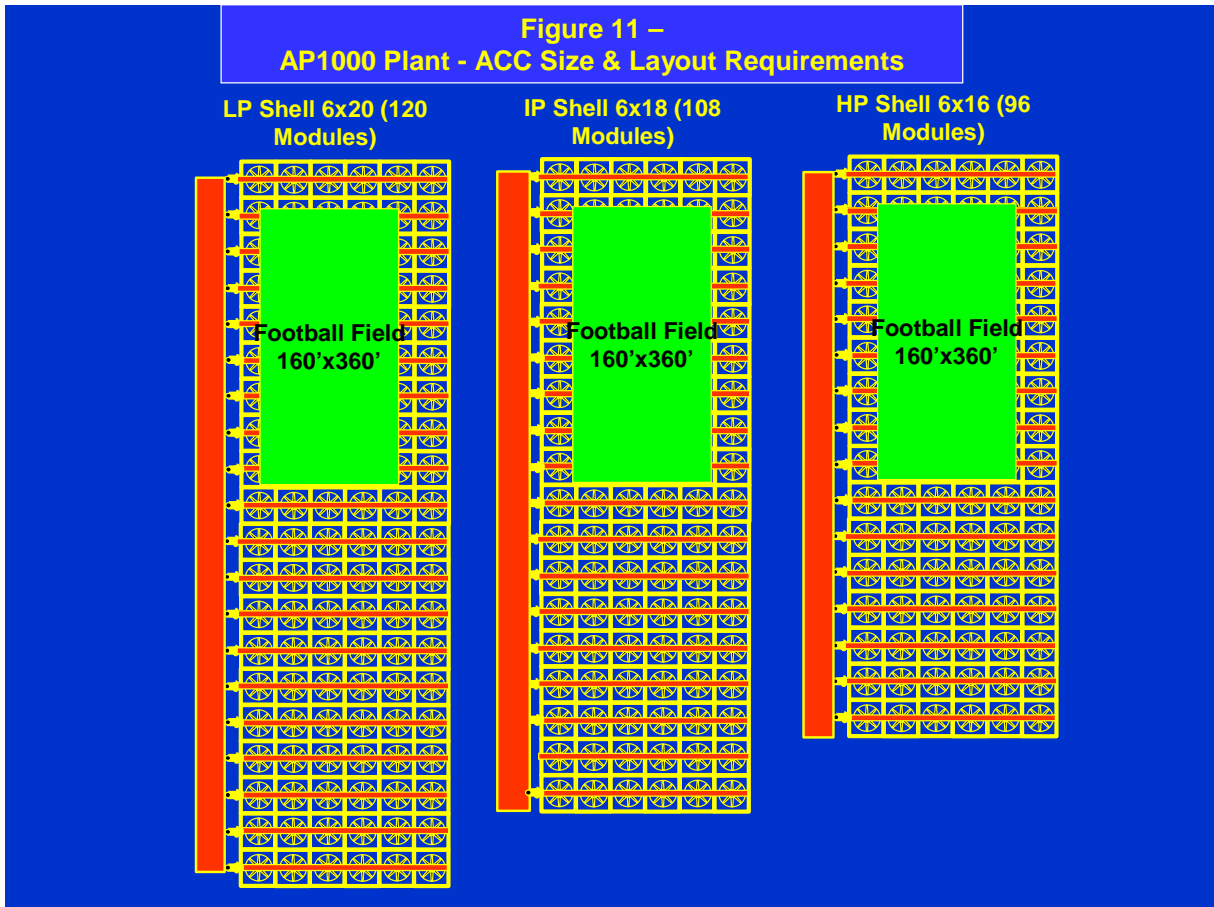 Figure 11 –
AP1000 Plant - ACC Size & Layout Requirements
LP Shell 6x20 (120
Modules)
IP Shell 6x18 (108
Modules)
HP Shell 6x16 (96
Modules)
Football Field
160’x360’
Football Field
160’x360’
Football Field
160’x360’